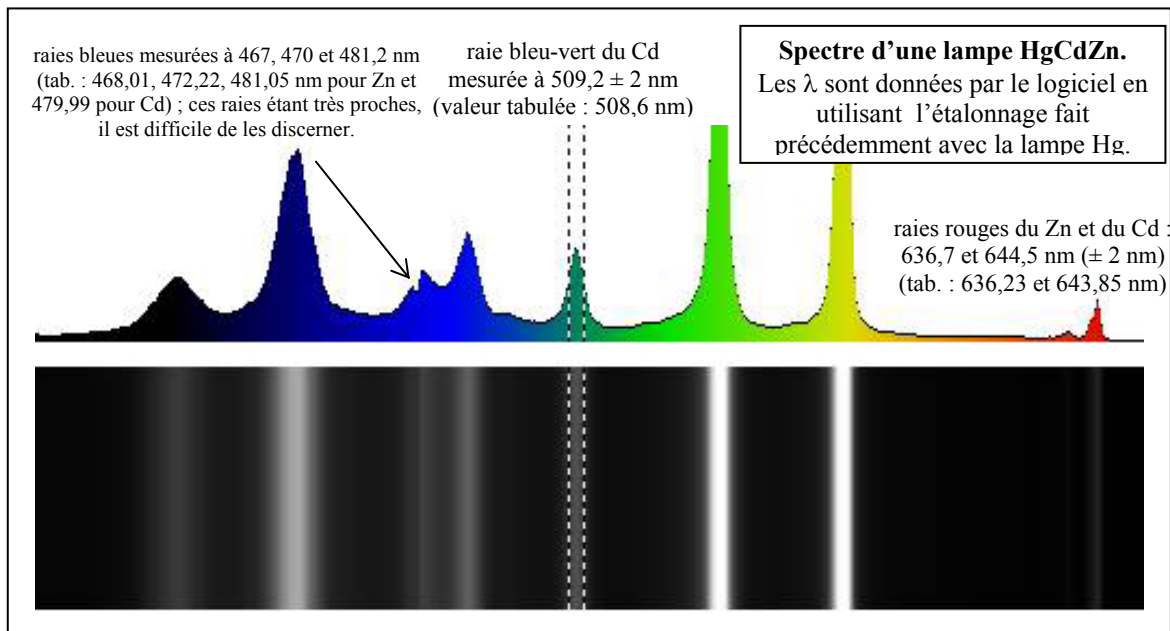 raies bleues mesurées à 467, 470 et 481,2 nm
(tab. : 468,01, 472,22, 481,05 nm pour Zn et
479,99 pour Cd) ; ces raies étant très proches,
il est difficile de les discerner.
raie bleu-vert du Cd
mesurée à 509,2 ± 2 nm
(valeur tabulée : 508,6 nm)
Spectre d’une lampe HgCdZn.
Les λ sont données par le logiciel en
utilisant l’étalonnage fait
précédemment avec la lampe Hg.
raies rouges du Zn et du Cd :
636,7 et 644,5 nm (± 2 nm)
(tab. : 636,23 et 643,85 nm)